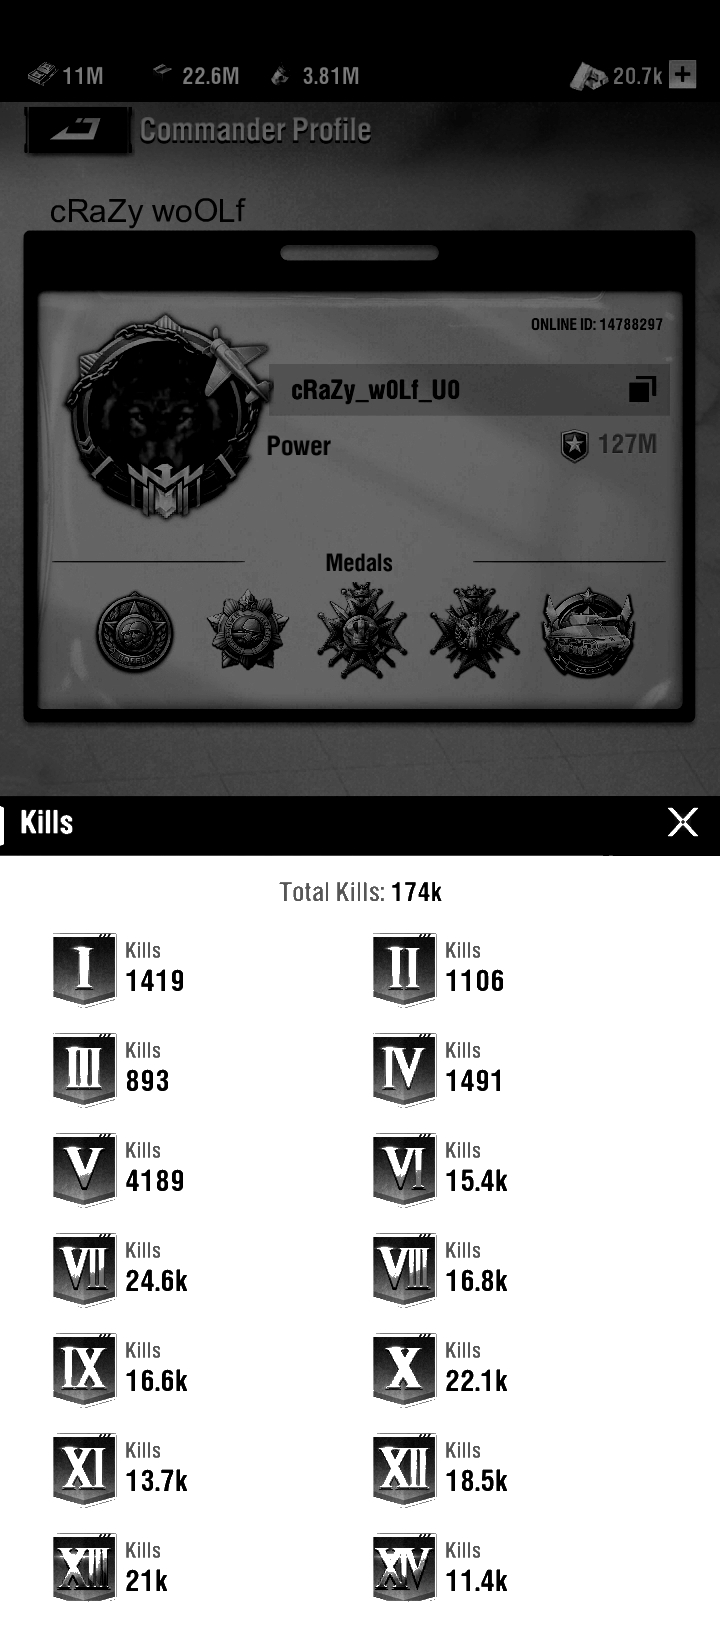 11M 22.6M 3.81M 20.7k
Commander Profile
cRaZy woOLf
ONLINE ID: 14788297
cRaZy_w0Lf_U0
Power 127M
Medals
Kills
Total Kills: 174k
I Kills 1419
II Kills 1106
III Kills 893
IV Kills 1491
V Kills 4189
VI Kills 15.4k
VII Kills 24.6k
VIII Kills 16.8k
IX Kills 16.6k
X Kills 22.1k
XI Kills 13.7k
XII Kills 18.5k
XIII Kills 21k
XIV Kills 11.4k